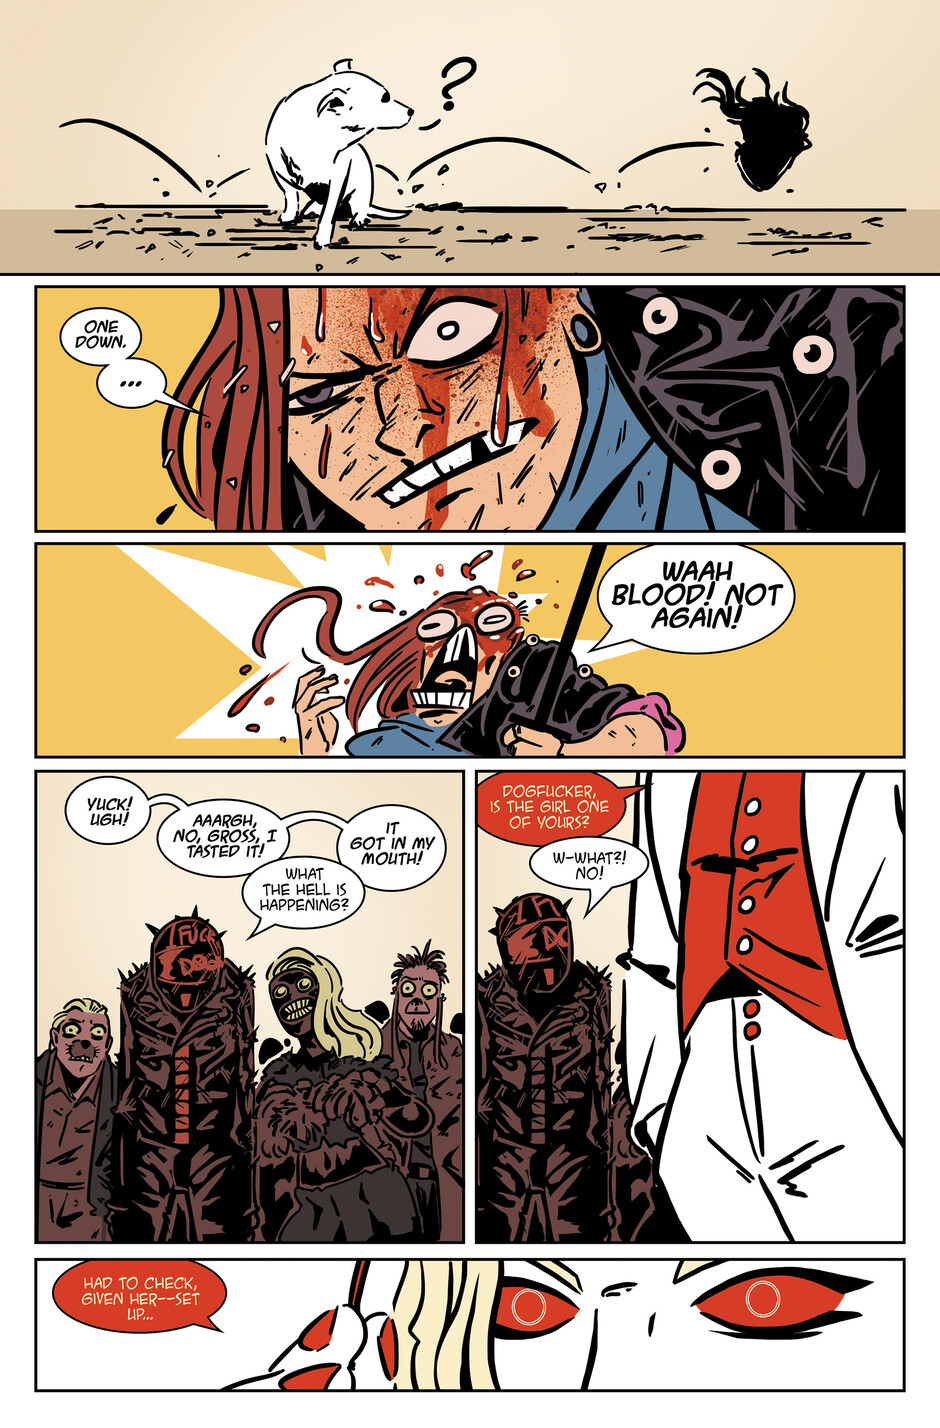 ?
ONE
DOWN.
...
WAAH
BLOOD! NOT
AGAIN!
YUCK!
UGH!
AAARGH,
NO, GROSS, I
TASTED IT!
IT
GOT IN MY
MOUTH!
WHAT
THE HELL IS
HAPPENING?
I FUCK
DOGS
DOGFUCKER,
IS THE GIRL ONE
OF YOURS?
W-WHAT?!
NO!
HAD TO CHECK,
GIVEN HER--SET
UP...